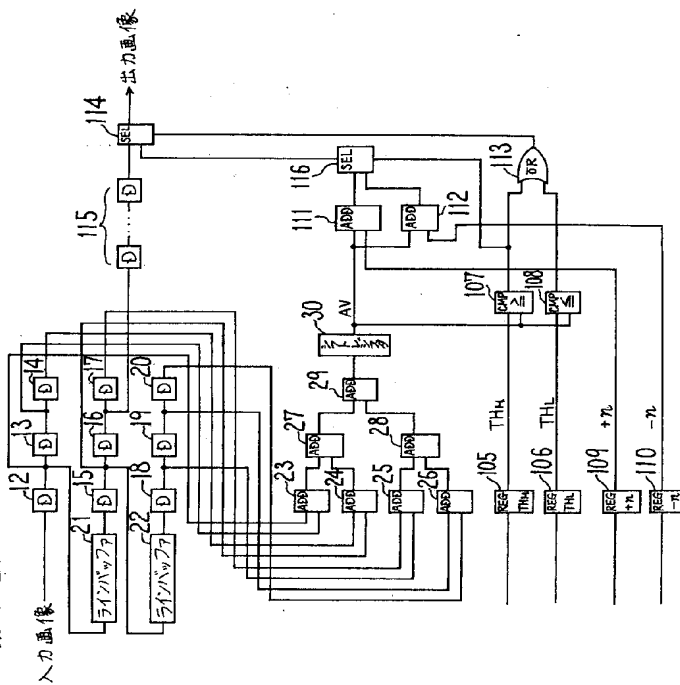 入力画像
12
D
13
D
14
D
21
ラインバッファ
15
D
16
D
17
D
22
ラインバッファ
18
D
19
D
20
D
115
D
D
114
SEL
出力画像
23
ADD
24
ADD
25
ADD
26
ADD
27
ADD
28
ADD
29
ADD
30
AV
111
ADD
112
ADD
116
SEL
105
REG
THH
THH
107
CMP
≧
106
REG
THL
THL
108
CMP
≦
113
OR
109
REG
+n
+n
110
REG
-n
-n